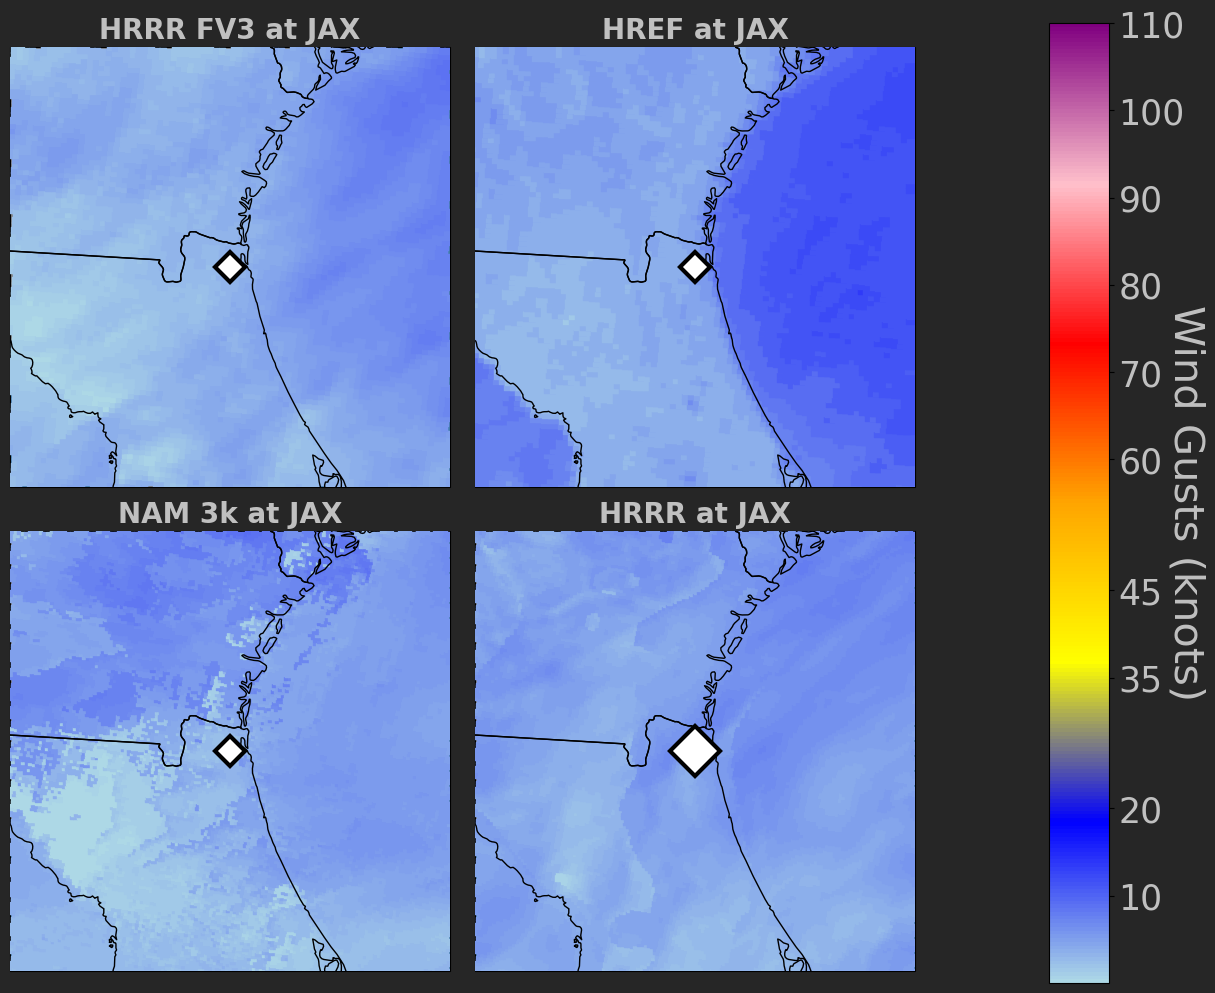 HRRR FV3 at JAX
HREF at JAX
NAM 3k at JAX
HRRR at JAX
110
100
90
80
70
60
45
35
20
10
Wind Gusts (knots)